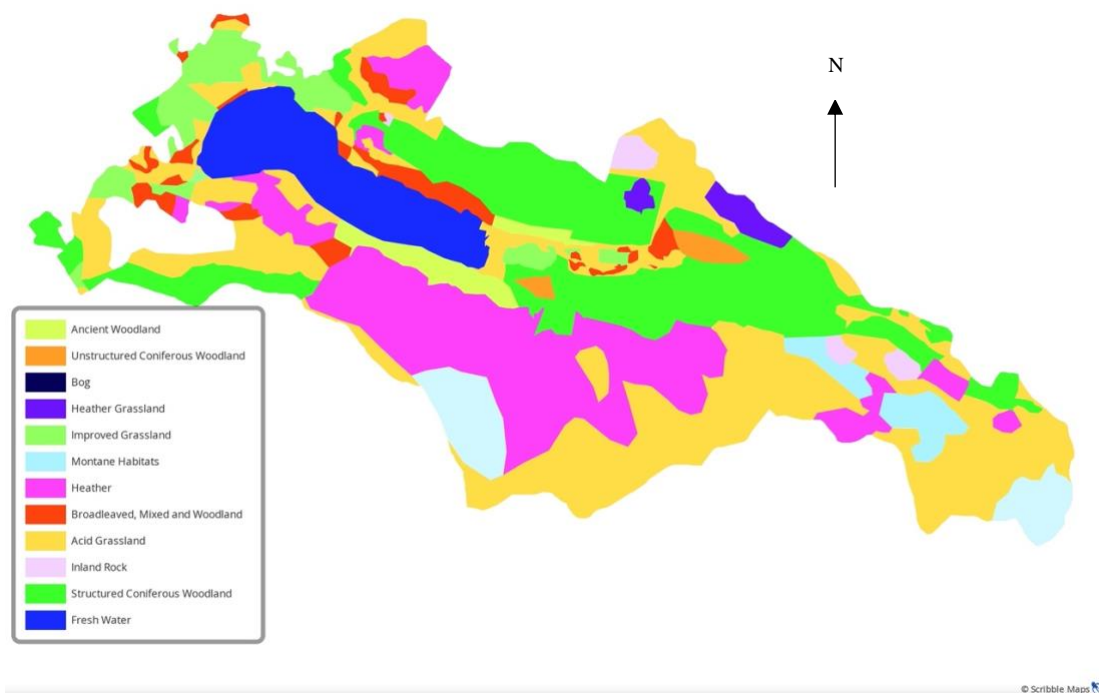 N
Ancient Woodland
Unstructured Coniferous Woodland
Bog
Heather Grassland
Improved Grassland
Montane Habitats
Heather
Broadleaved, Mixed and Woodland
Acid Grassland
Inland Rock
Structured Coniferous Woodland
Fresh Water
© Scribble Maps